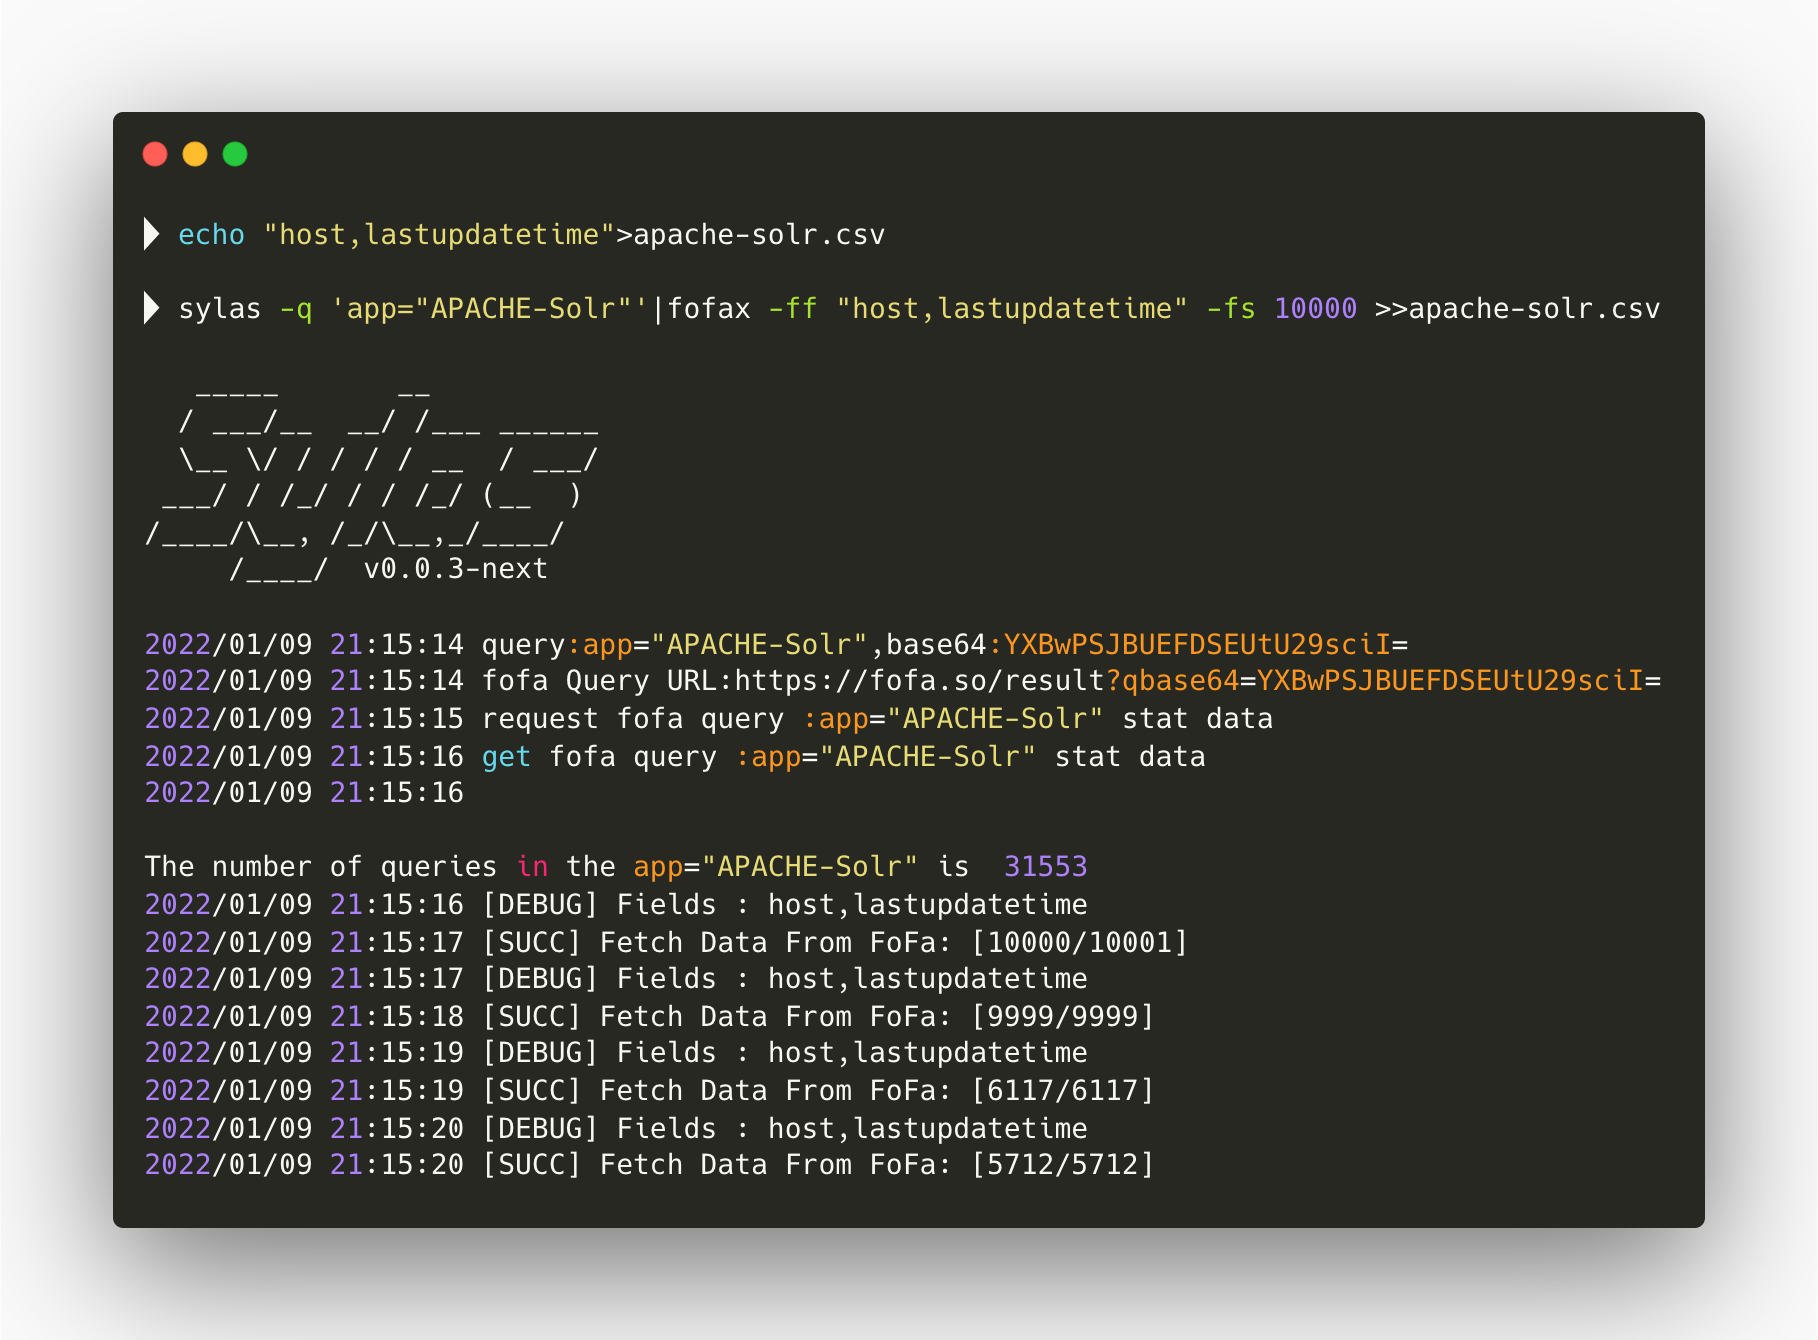 echo "host,lastupdatetime">apache-solr.csv
sylas -q 'app="APACHE-Solr"'|fofax -ff "host,lastupdatetime" -fs 10000 >>apache-solr.csv
   _____       __
  / ___/__  __/ /___ ______
  \__ \/ / / / / __  / ___/
 ___/ / /_/ / / /_/ (__  )
/____/\__, /_/\__,_/____/
     /____/  v0.0.3-next
2022/01/09 21:15:14 query:app="APACHE-Solr",base64:YXBwPSJBUEFDSEUtU29sciI=
2022/01/09 21:15:14 fofa Query URL:https://fofa.so/result?qbase64=YXBwPSJBUEFDSEUtU29sciI=
2022/01/09 21:15:15 request fofa query :app="APACHE-Solr" stat data
2022/01/09 21:15:16 get fofa query :app="APACHE-Solr" stat data
2022/01/09 21:15:16
The number of queries in the app="APACHE-Solr" is  31553
2022/01/09 21:15:16 [DEBUG] Fields : host,lastupdatetime
2022/01/09 21:15:17 [SUCC] Fetch Data From FoFa: [10000/10001]
2022/01/09 21:15:17 [DEBUG] Fields : host,lastupdatetime
2022/01/09 21:15:18 [SUCC] Fetch Data From FoFa: [9999/9999]
2022/01/09 21:15:19 [DEBUG] Fields : host,lastupdatetime
2022/01/09 21:15:19 [SUCC] Fetch Data From FoFa: [6117/6117]
2022/01/09 21:15:20 [DEBUG] Fields : host,lastupdatetime
2022/01/09 21:15:20 [SUCC] Fetch Data From FoFa: [5712/5712]